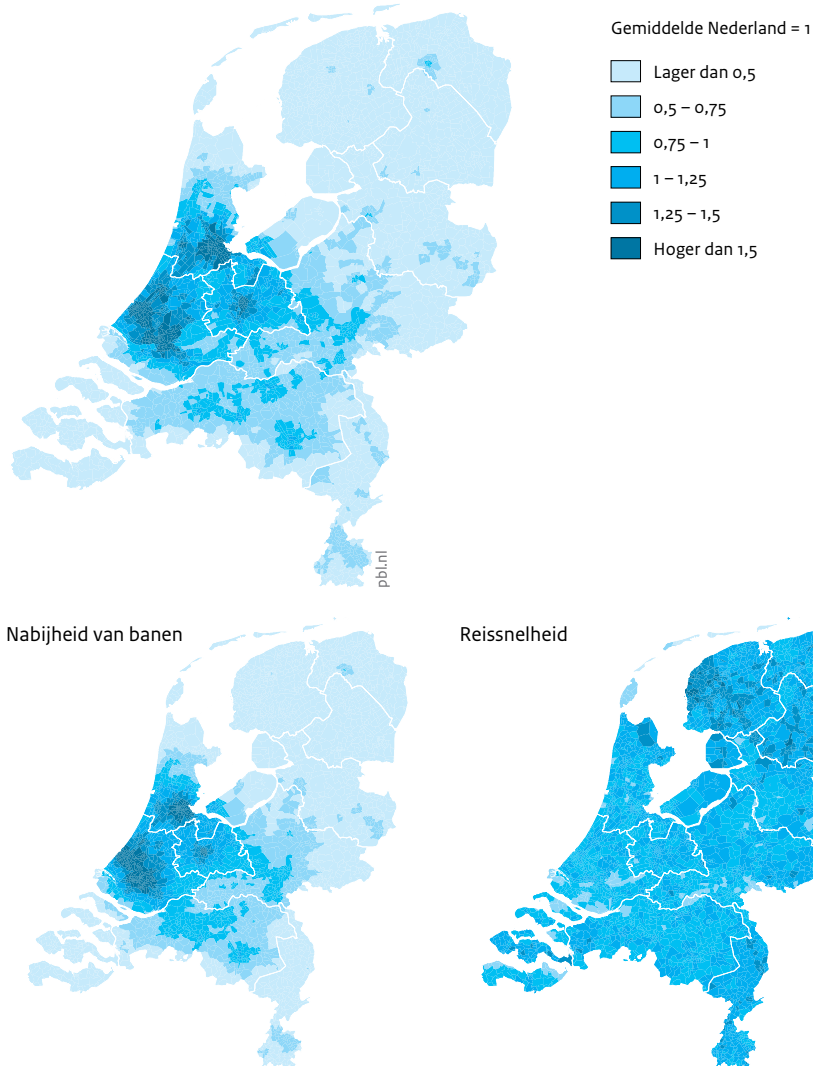 Gemiddelde Nederland = 1
Lager dan 0,5
0,5 – 0,75
0,75 – 1
1 – 1,25
1,25 – 1,5
Hoger dan 1,5
pbl.nl
Nabijheid van banen
Reissnelheid